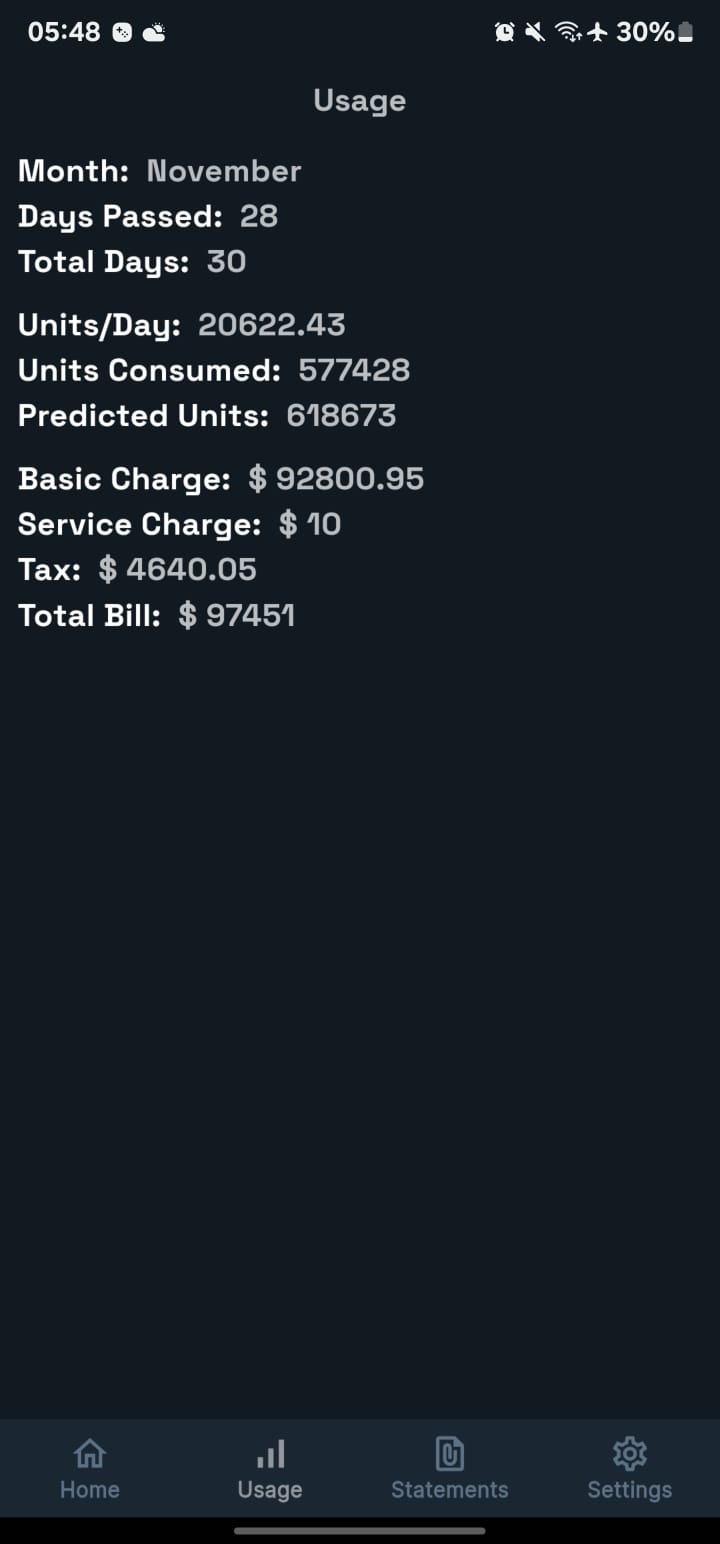 05:48
30%
Usage
Month: November
Days Passed: 28
Total Days: 30
Units/Day: 20622.43
Units Consumed: 577428
Predicted Units: 618673
Basic Charge: $ 92800.95
Service Charge: $ 10
Tax: $ 4640.05
Total Bill: $ 97451
Home
Usage
Statements
Settings